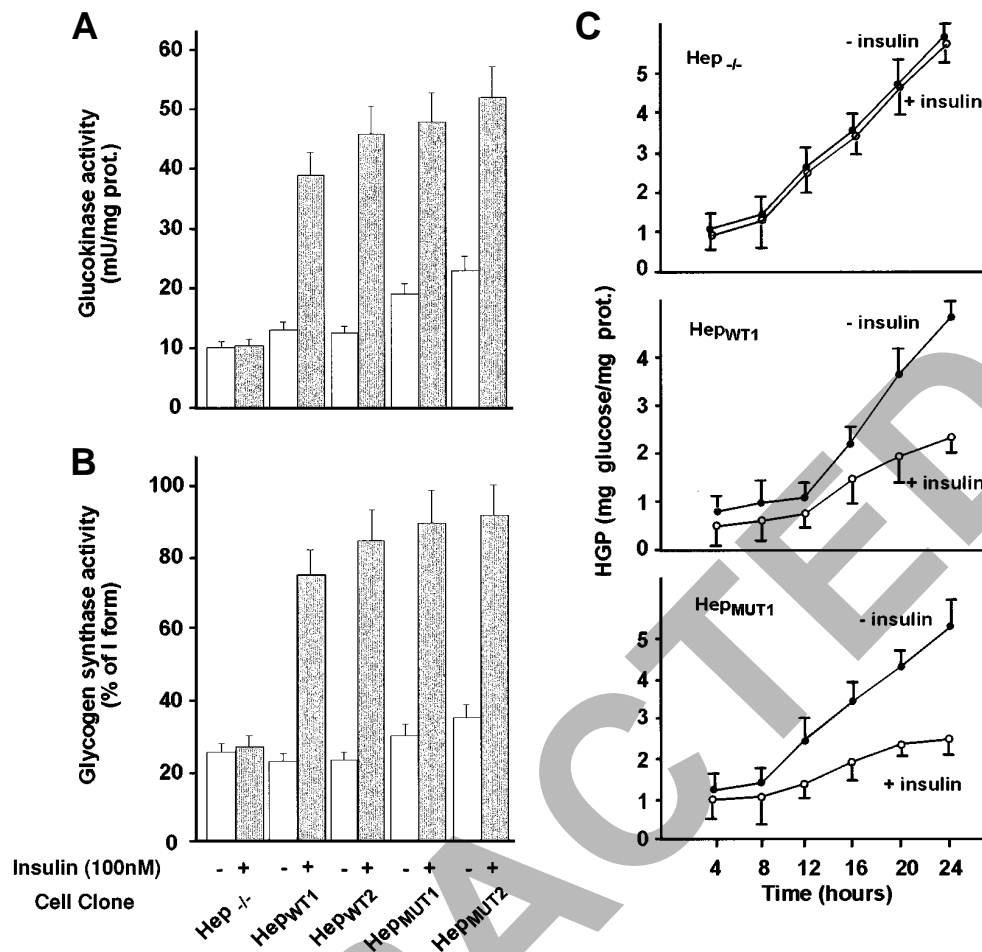 A
Glucokinase activity
(mU/mg prot.)
60
50
40
30
20
10
0
B
Glycogen synthase activity
(% of I form)
100
80
60
40
20
0
Insulin (100nM)
- + - + - + - + - +
Cell Clone
Hep -/-
HepWT1
HepWT2
HepMUT1
HepMUT2
C
HGP (mg glucose/mg prot.)
Hep -/-
- insulin
+ insulin
5
4
3
2
1
0
HepWT1
- insulin
+ insulin
4
3
2
1
0
HepMUT1
- insulin
+ insulin
5
4
3
2
1
0
4 8 12 16 20 24
Time (hours)
RACTED